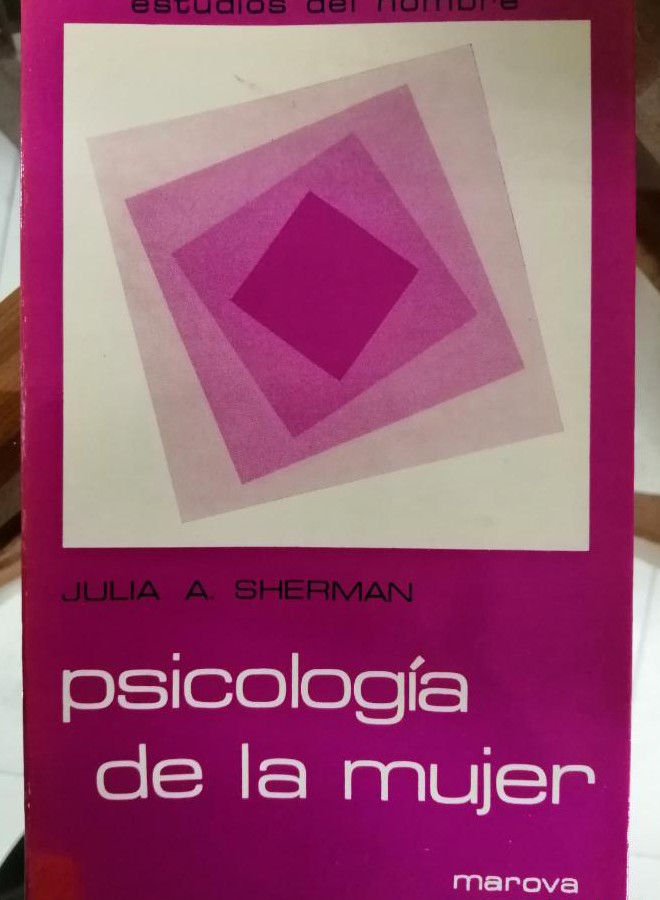 estudios del hombre
JULIA A. SHERMAN
psicología
de la mujer
marova